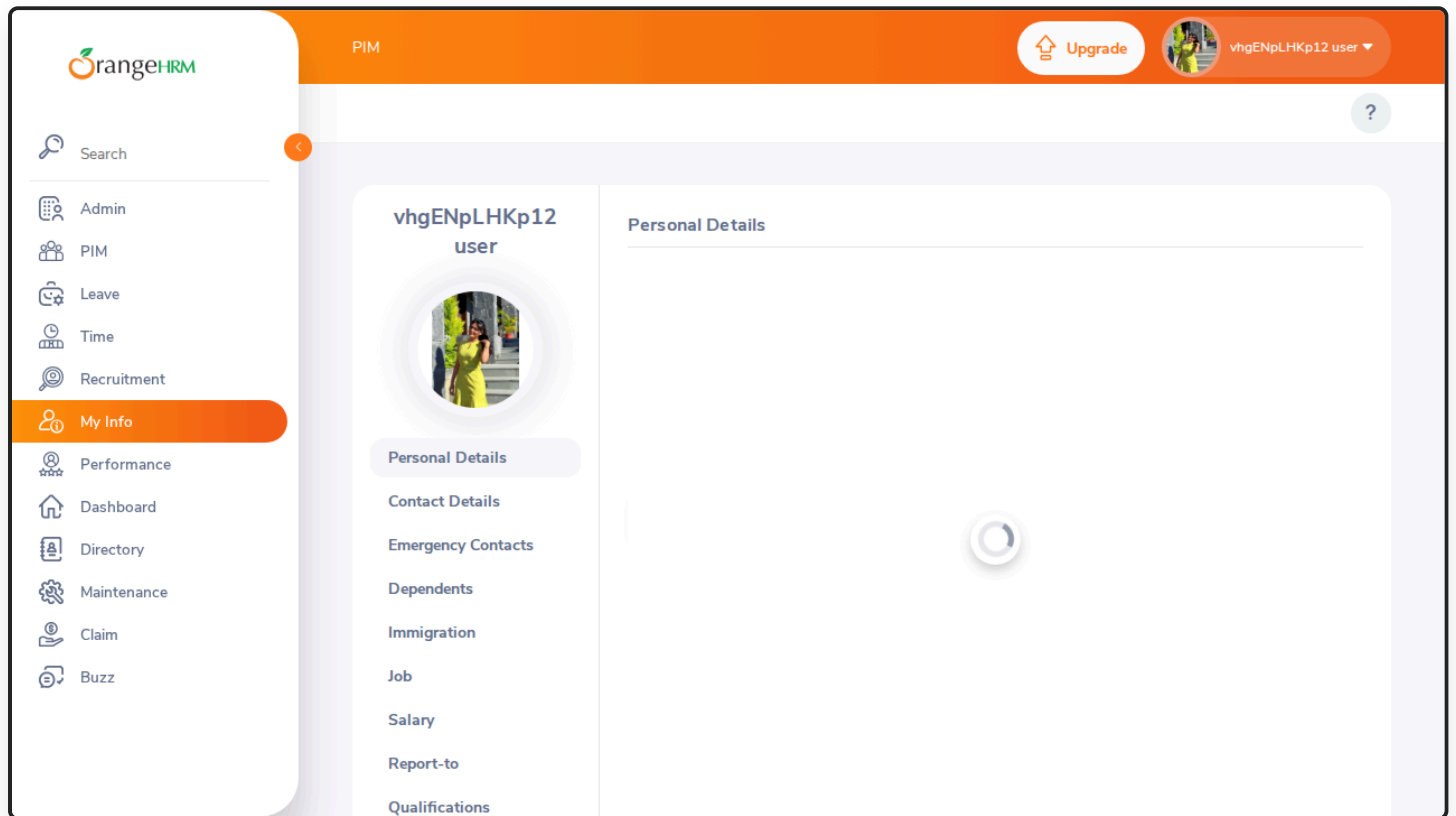 OrangeHRM
PIM
Upgrade
vhgENpLHKp12 user
?
Search
Admin
PIM
Leave
Time
Recruitment
My Info
Performance
Dashboard
Directory
Maintenance
Claim
Buzz
vhgENpLHKp12
user
Personal Details
Contact Details
Emergency Contacts
Dependents
Immigration
Job
Salary
Report-to
Qualifications
Personal Details